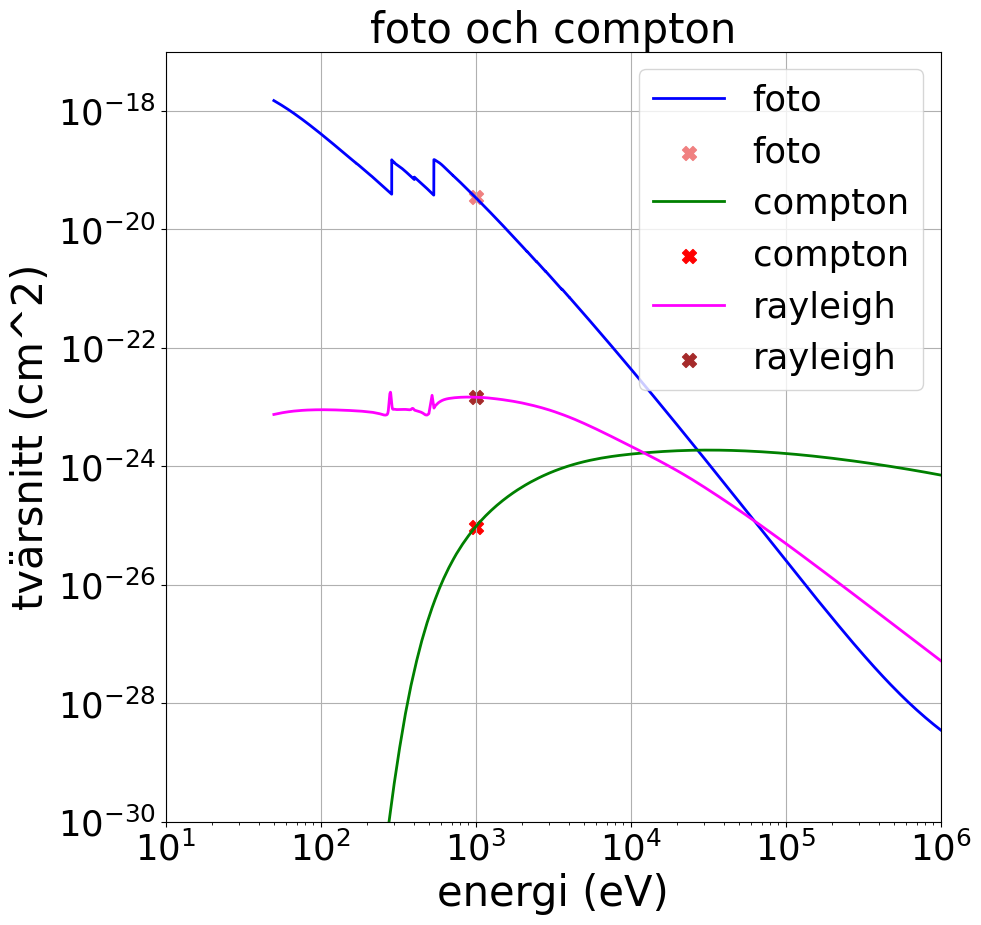 foto och compton
tvärsnitt (cm^2)
10^-18
10^-20
10^-22
10^-24
10^-26
10^-28
10^-30
foto
foto
compton
compton
rayleigh
rayleigh
10^1 10^2 10^3 10^4 10^5 10^6
energi (eV)